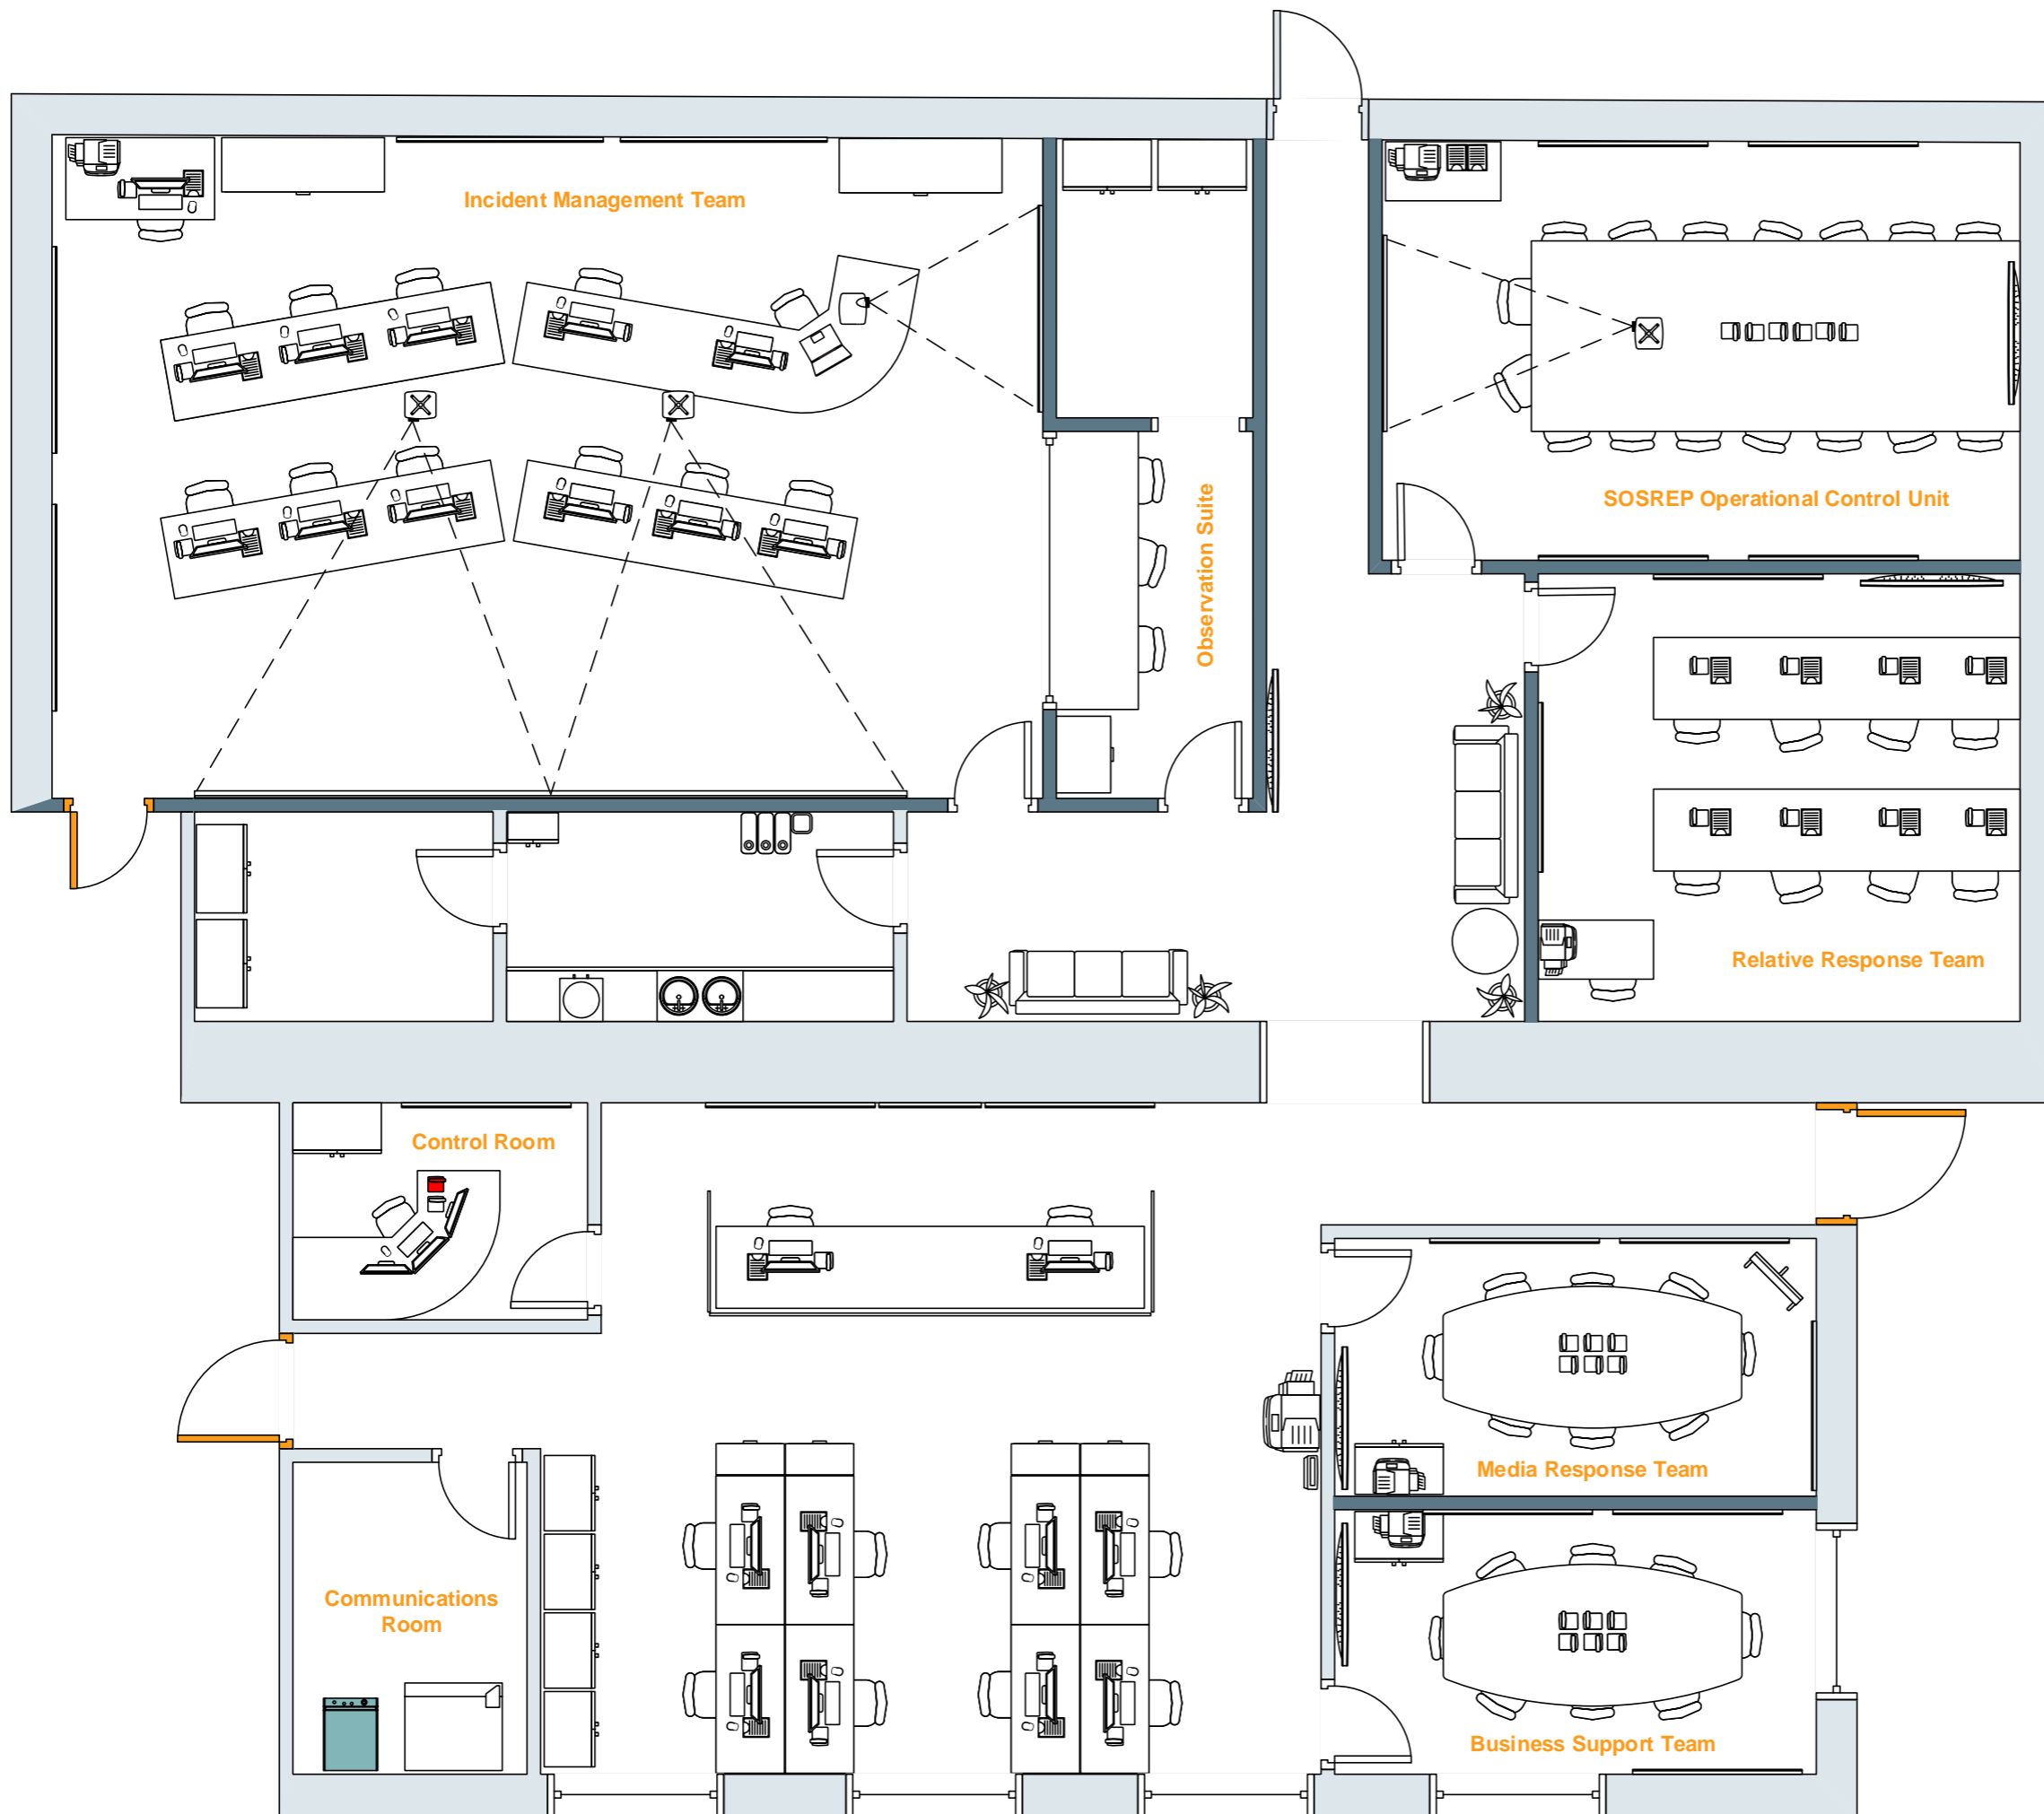 Incident Management Team
SOSREP Operational Control Unit
Observation Suite
Relative Response Team
Control Room
Media Response Team
Communications
Room
Business Support Team